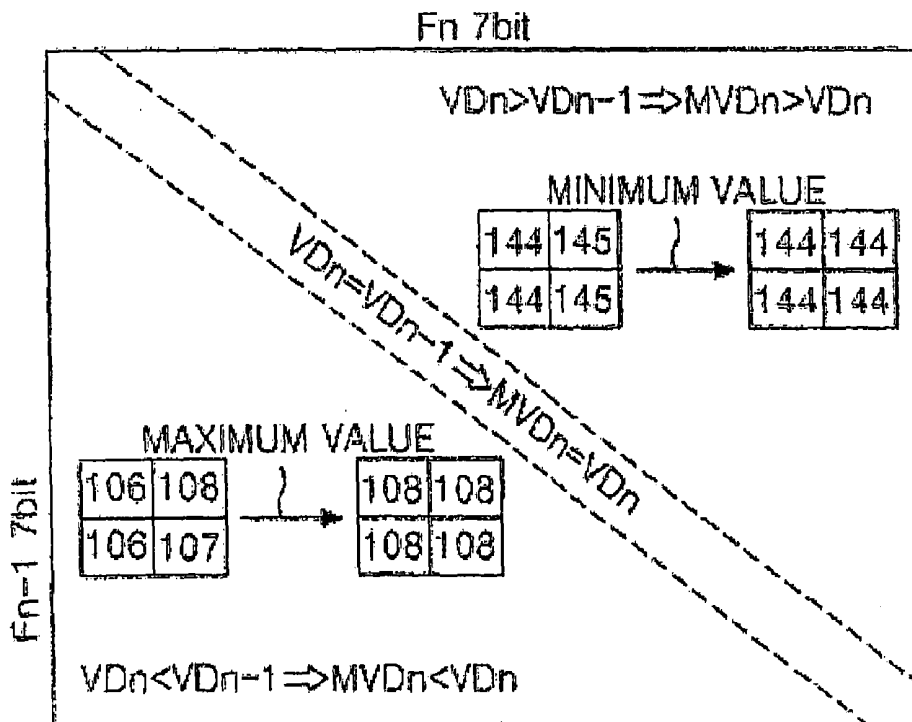 Fn 7bit
VDn>VDn-1⇒MVDn>VDn
MINIMUM VALUE
144 145 144 144
144 145 144 144
VDn=VDn-1⇒MVDn=VDn
MAXIMUM VALUE
106 108 108 108
106 107 108 108
Fn-1 7bit
VDn<VDn-1⇒MVDn<VDn